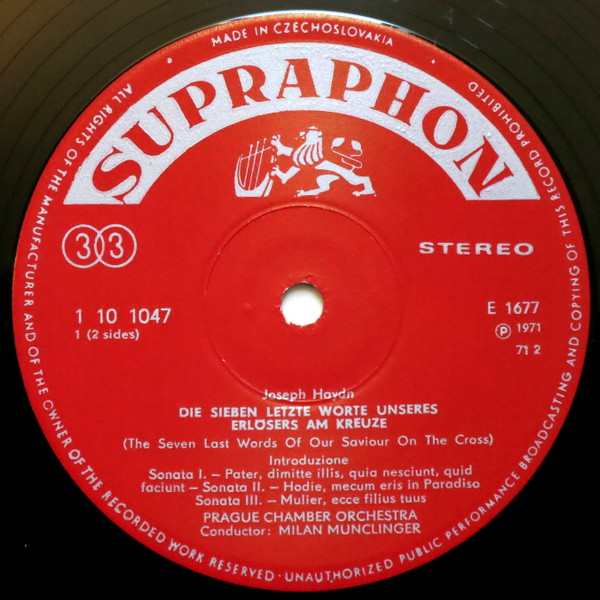 MADE IN CZECHOSLOVAKIA
SUPRAPHON
33
STEREO
1 10 1047
1 (2 sides)
E 1677
℗ 1971
71 2
Joseph Haydn
DIE SIEBEN LETZTE WORTE UNSERES
ERLÖSERS AM KREUZE
(The Seven Last Words Of Our Saviour On The Cross)
Introduzione
Sonata I. – Pater, dimitte illis, quia nesciunt, quid
faciunt – Sonata II. – Hodie, mecum eris in Paradiso
Sonata III. – Mulier, ecce filius tuus
PRAGUE CHAMBER ORCHESTRA
Conductor: MILAN MUNCLINGER
ALL RIGHTS OF THE MANUFACTURER AND OF THE OWNER OF THE RECORDED WORK RESERVED · UNAUTHORIZED PUBLIC PERFORMANCE BROADCASTING AND COPYING OF THIS RECORD PROHIBITED